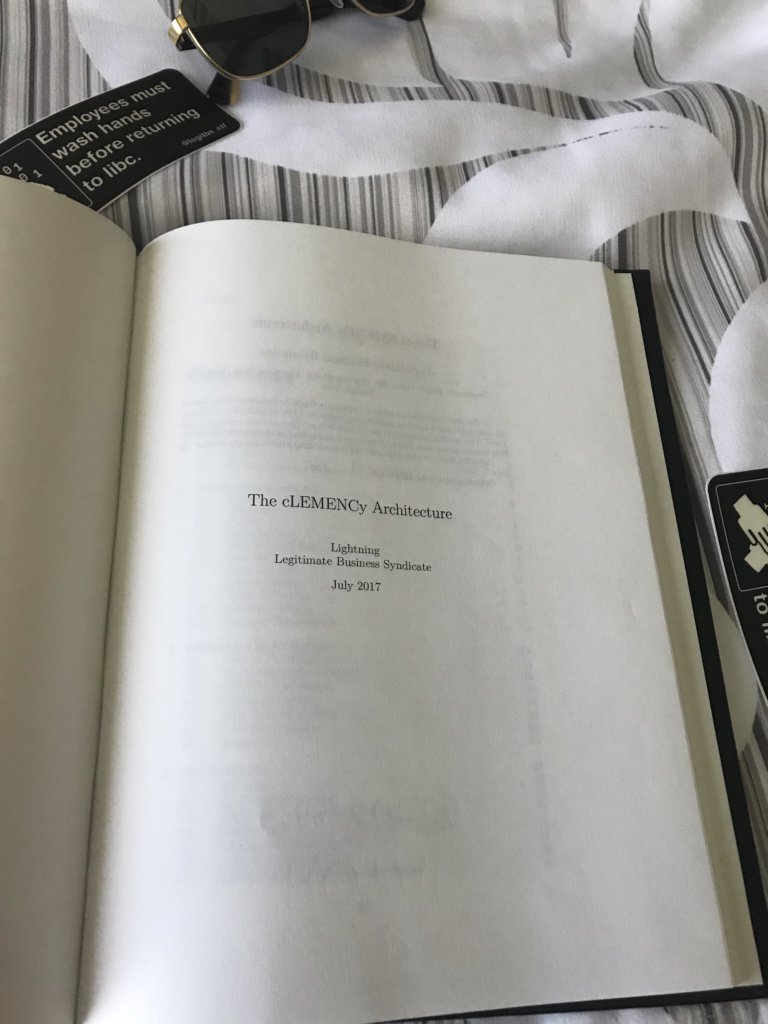 Employees must
wash hands
before returning
to libc.
@legitbs_ctf
01
01
The cLEMENCy Architecture
Lightning
Legitimate Business Syndicate
July 2017
to